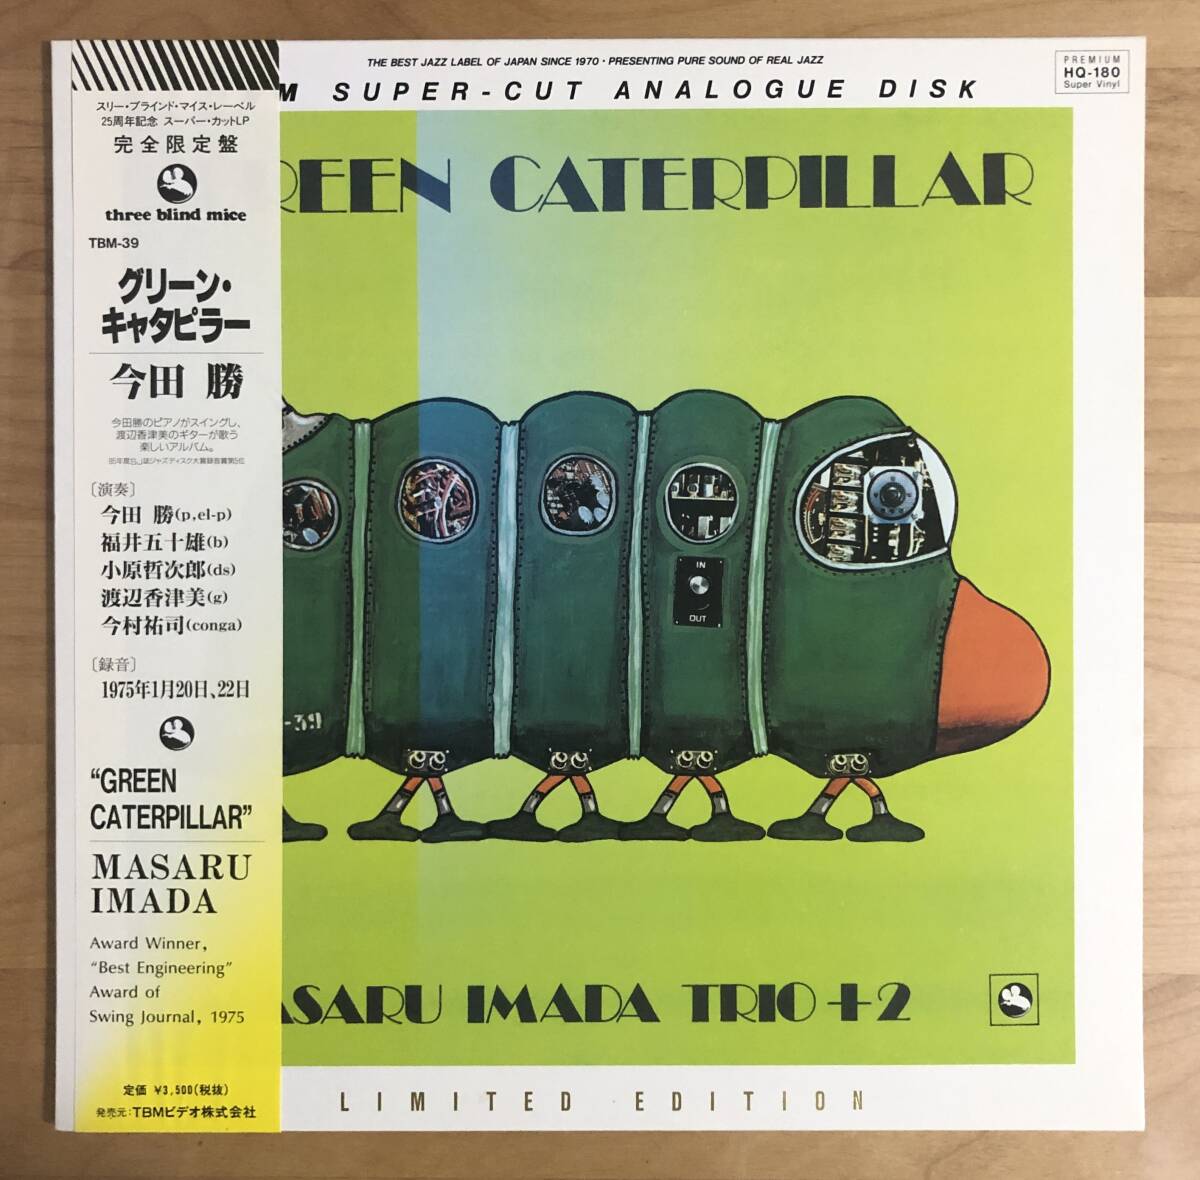 THE BEST JAZZ LABEL OF JAPAN SINCE 1970・PRESENTING PURE SOUND OF REAL JAZZ
M SUPER-CUT ANALOGUE DISK
PREMIUM
HQ-180
Super Vinyl
REEN CATERPILLAR
スリー・ブラインド・マイス・レーベル
25周年記念 スーパー・カットLP
完全限定盤
three blind mice
TBM-39
グリーン・
キャタピラー
今田 勝
今田勝のピアノがスイングし、
渡辺香津美のギターが歌う
楽しいアルバム。
〔演奏〕
今田 勝(p,el-p)
福井五十雄(b)
小原哲次郎(ds)
渡辺香津美(g)
今村祐司(conga)
〔録音〕
1975年1月20日、22日
“GREEN
CATERPILLAR”
MASARU
IMADA
Award Winner,
“Best Engineering”
Award of
Swing Journal, 1975
定価 ¥3,500(税抜)
発売元:TBMビデオ株式会社
IN
OUT
-39
ASARU IMADA TRIO+2
LIMITED EDITION